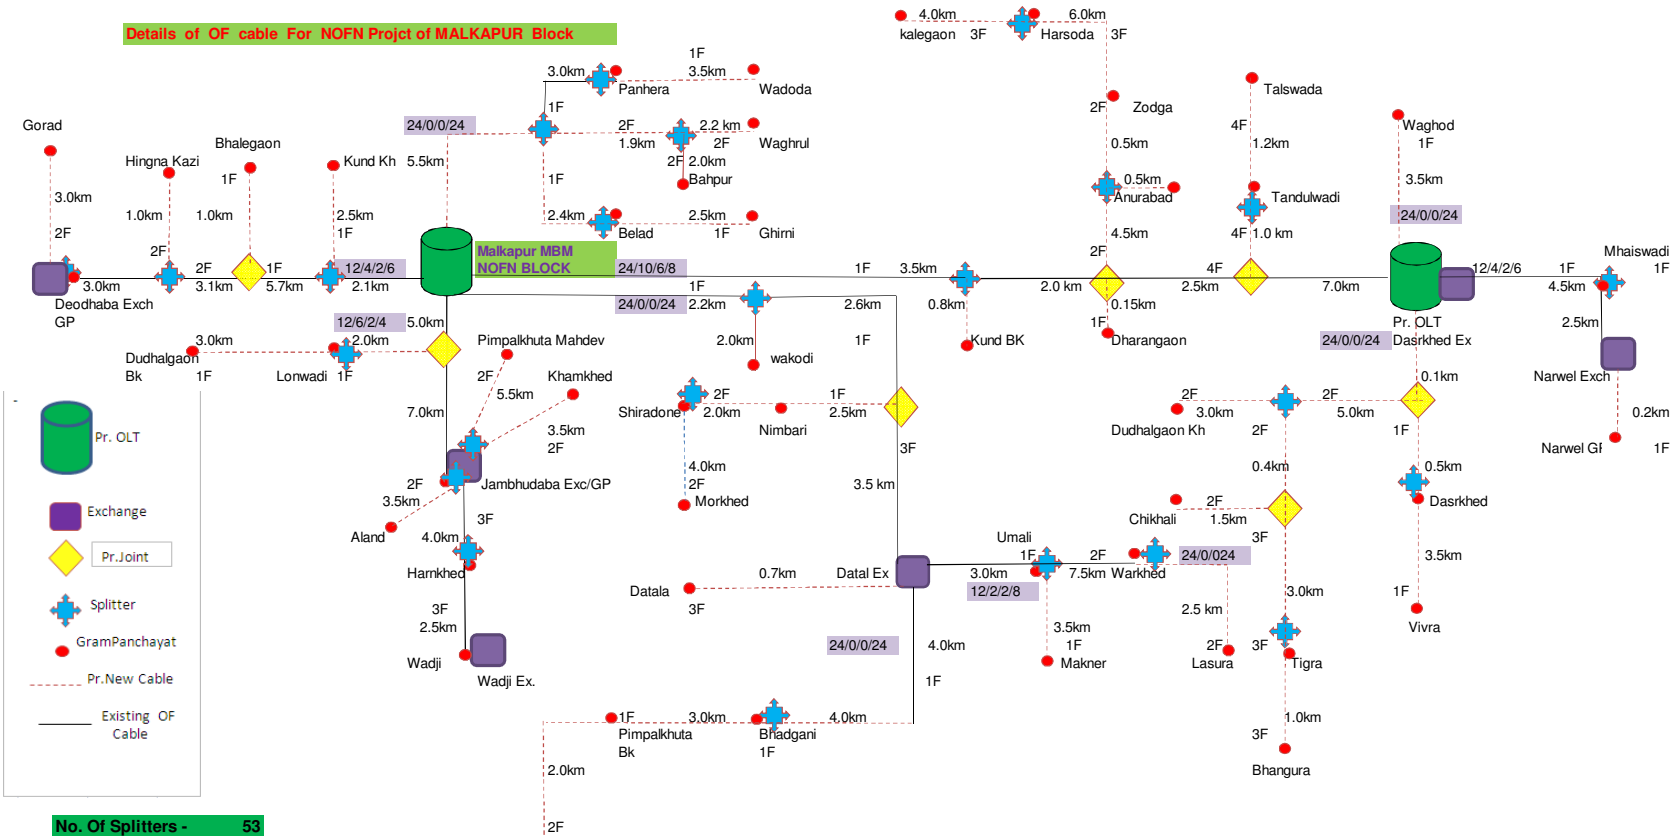 Details of OF cable For NOFN Projct of MALKAPUR Block
4.0km
6.0km
kalegaon 3F
Harsoda
3F
1F
3.0km
3.5km
Panhera
Wadoda
1F
2F
Zodga
Talswada
Gorad
24/0/0/24
2F
2.2 km
Waghod
Bhalegaon
4F
1F
1.9km
2F
Waghrul
0.5km
1.2km
Hingna Kazi
Kund Kh
5.5km
2F
2.0km
1F
1F
Bahpur
0.5km
3.5km
3.0km
Anurabad
Tandulwadi
1.0km
1.0km
2.5km
2.4km
2.5km
24/0/0/24
2F
1F
Belad
Ghirni
1F
4.5km
4F
1.0 km
2F
Malkapur MBM
NOFN BLOCK
2F
Mhaiswadi
2F
1F
12/4/2/6
24/10/6/8
1F
3.5km
4F
12/4/2/6
1F
1F
3.0km
3.1km
5.7km
2.1km
1F
2.0 km
2.5km
7.0km
4.5km
Deodhaba Exch
GP
24/0/0/24
2.2km
2.6km
0.8km
0.15km
12/6/2/4
5.0km
1F
Pr. OLT
2.5km
3.0km
2.0km
Pimpalkhuta Mahdev
2.0km
1F
Kund BK
Dharangaon
24/0/0/24
Dasrkhed Ex
Dudhalgaon
Bk
1F
Lonwadi
1F
wakodi
2F
Khamkhed
0.1km
Narwel Exch
-
5.5km
2F
1F
2F
2F
7.0km
Shiradone
2.0km
2.5km
3.0km
5.0km
0.2km
3.5km
Nimbari
Dudhalgaon Kh
2F
1F
Pr. OLT
2F
3F
Narwel GF
1F
4.0km
0.4km
0.5km
2F
Jambhudaba Exc/GP
2F
3.5 km
2F
Dasrkhed
3.5km
Morkhed
Chikhali
1.5km
Exchange
3F
Aland
4.0km
Umali
3F
Pr.Joint
1F
2F
24/0/024
3.5km
Harnkhed
0.7km
Datal Ex
3.0km
7.5km
Warkhed
Datala
12/2/2/8
3.0km
1F
Splitter
3F
3F
2.5 km
2.5km
3.5km
Vivra
GramPanchayat
24/0/0/24
4.0km
1F
2F
3F
Wadji
Makner
Lasura
Tigra
Pr.New Cable
Wadji Ex.
1F
Existing OF
Cable
1F
3.0km
4.0km
1.0km
Pimpalkhuta
Bk
Bhadgani
1F
3F
2.0km
Bhangura
No. Of Splitters - 53
2F